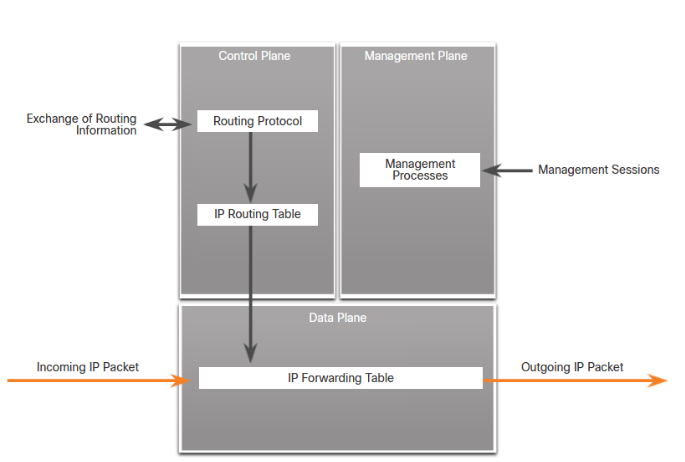 Control Plane
Management Plane
Exchange of Routing
Information
Routing Protocol
Management
Processes
Management Sessions
IP Routing Table
Data Plane
Incoming IP Packet
IP Forwarding Table
Outgoing IP Packet